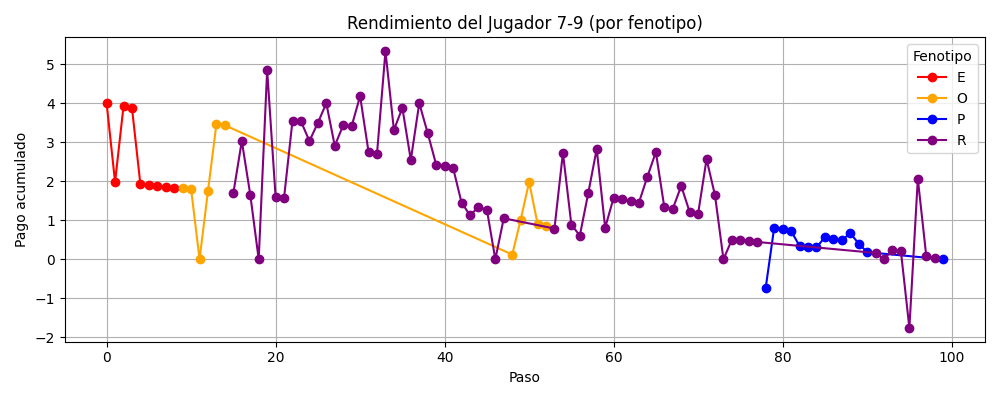 Rendimiento del Jugador 7-9 (por fenotipo)
Pago acumulado
5
4
3
2
1
0
−1
−2
0 20 40 60 80 100
Paso
Fenotipo
E
O
P
R